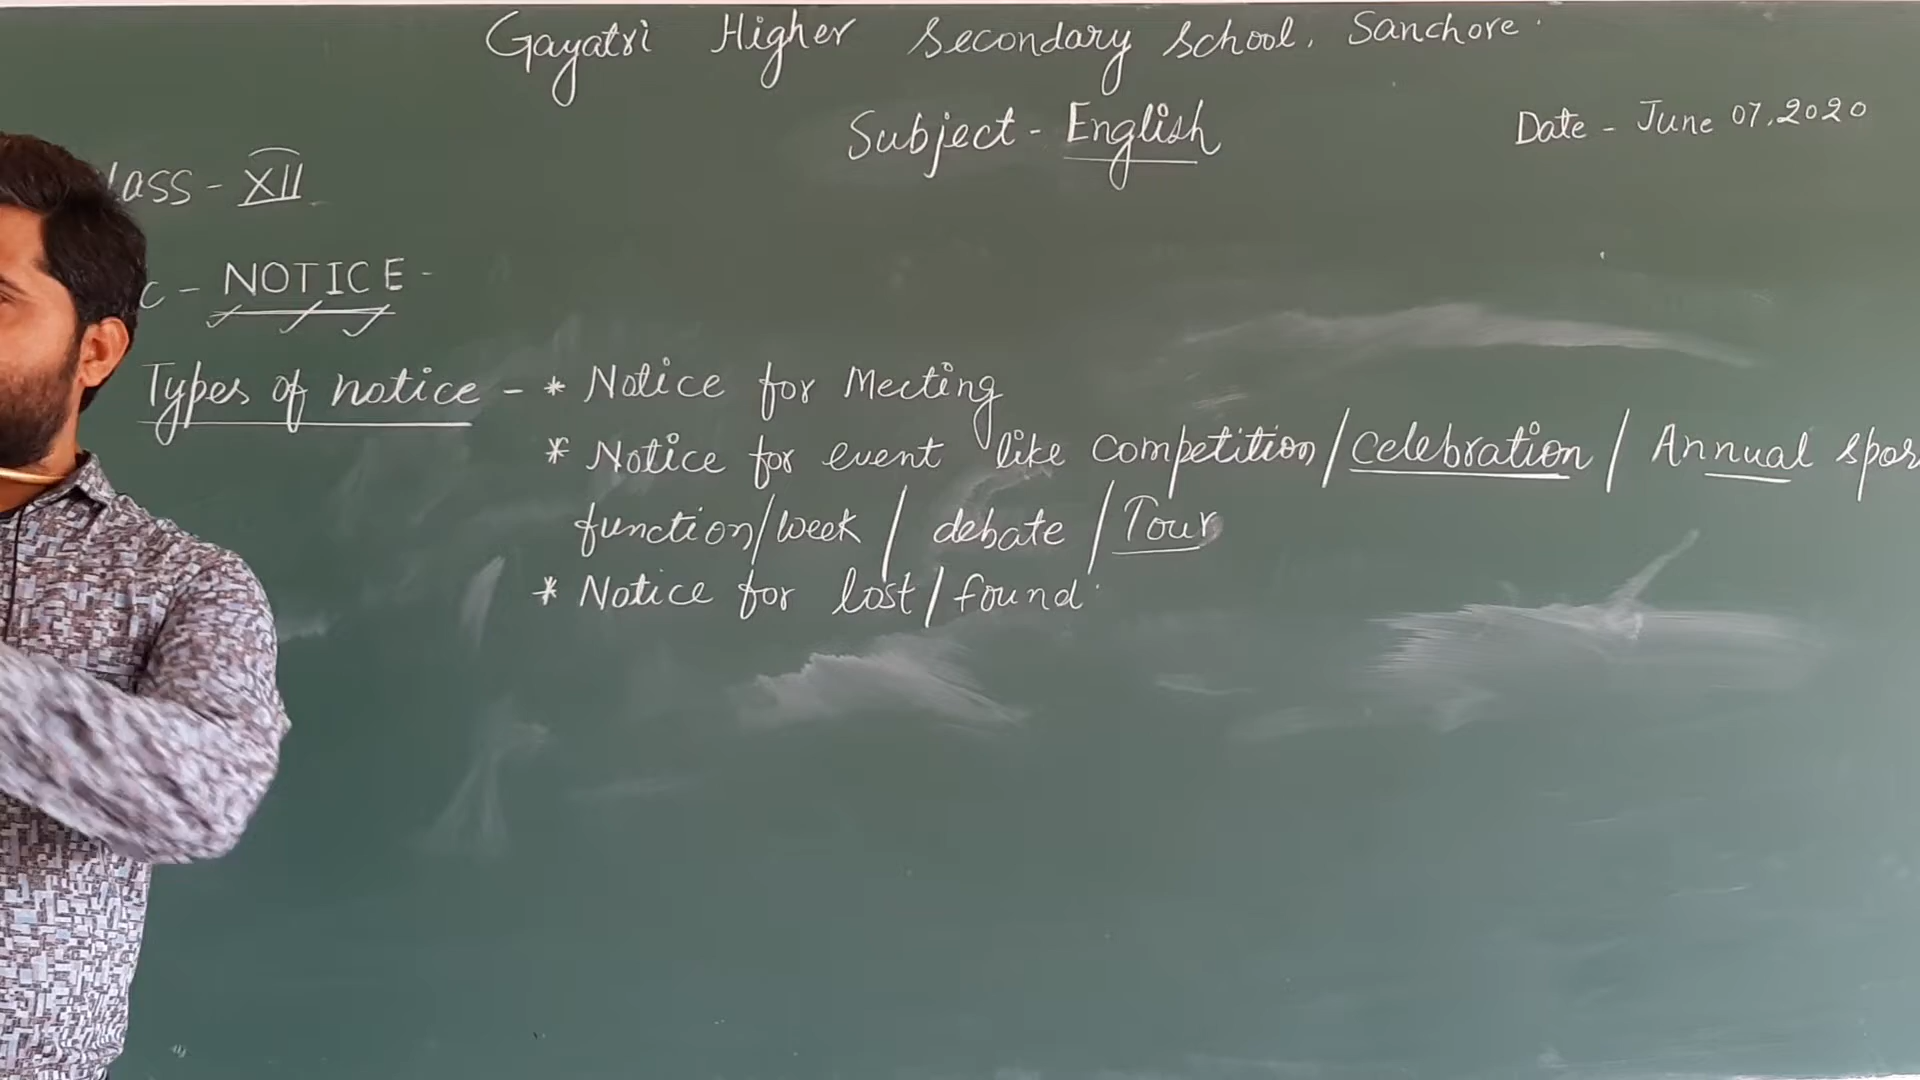 Gayatri Higher Secondary School, Sanchore.
Subject - English
Date - June 07, 2020
lass - XII
c - NOTICE -
Types of notice - * Notice for Meeting
* Notice for event like competition / celebration / Annual spor
function/week / debate / Tour
* Notice for lost / found.